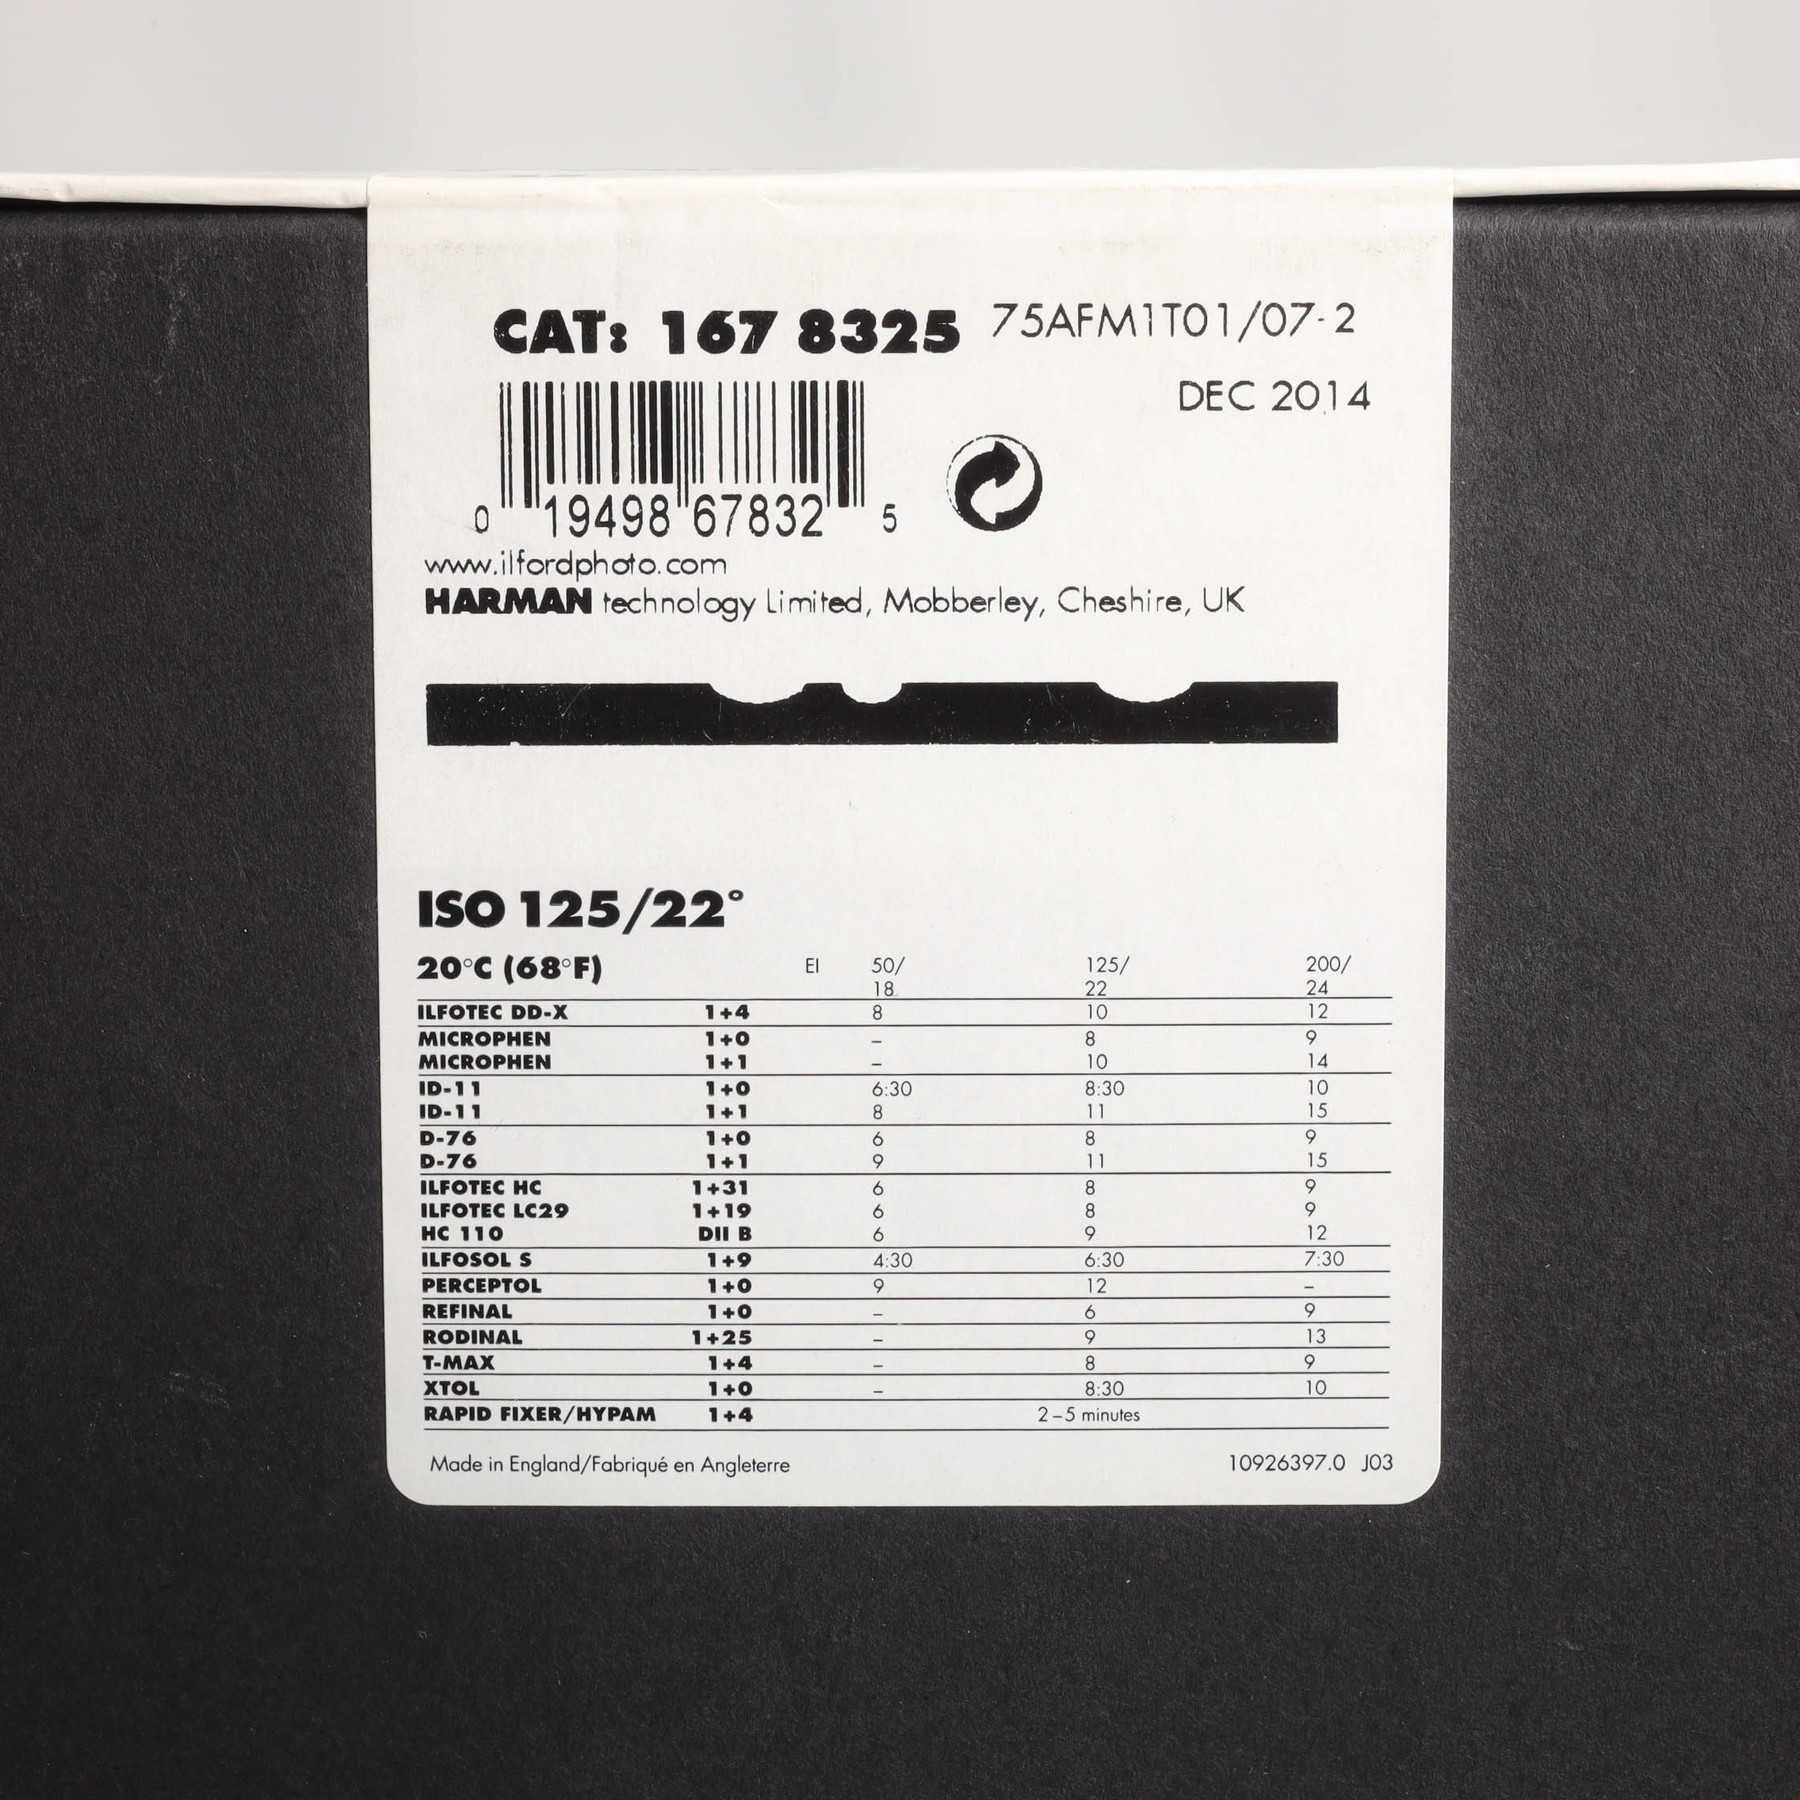 CAT: 167 8325 75AFM1T01/07-2
DEC 2014
0 19498 67832 5
www.ilfordphoto.com
HARMAN technology Limited, Mobberley, Cheshire, UK
ISO 125/22°
20°C (68°F) EI 50/ 125/ 200/
18 22 24
ILFOTEC DD-X 1+4 8 10 12
MICROPHEN 1+0 – 8 9
MICROPHEN 1+1 – 10 14
ID-11 1+0 6:30 8:30 10
ID-11 1+1 8 11 15
D-76 1+0 6 8 9
D-76 1+1 9 11 15
ILFOTEC HC 1+31 6 8 9
ILFOTEC LC29 1+19 6 8 9
HC 110 DIl B 6 9 12
ILFOSOL S 1+9 4:30 6:30 7:30
PERCEPTOL 1+0 9 12 –
REFINAL 1+0 – 6 9
RODINAL 1+25 – 9 13
T-MAX 1+4 – 8 9
XTOL 1+0 – 8:30 10
RAPID FIXER/HYPAM 1+4 2–5 minutes
Made in England/Fabriqué en Angleterre 10926397.0 J03